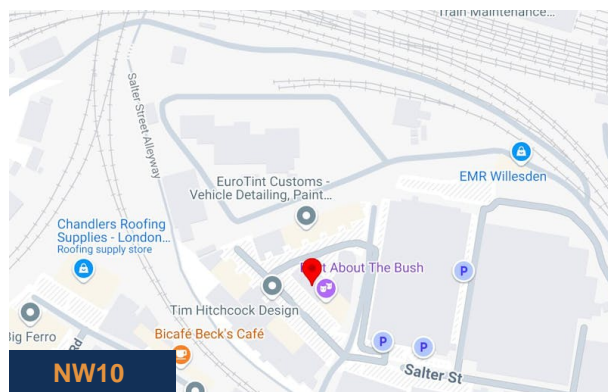 Train Maintenance...
Salter Street Alleyway
EMR Willesden
EuroTint Customs -
Vehicle Detailing, Paint...
Chandlers Roofing
Supplies - London...
Roofing supply store
P
t About The Bush
Tim Hitchcock Design
Big Ferro
Rd
Bicafé Beck's Café
P
P
Salter St
NW10